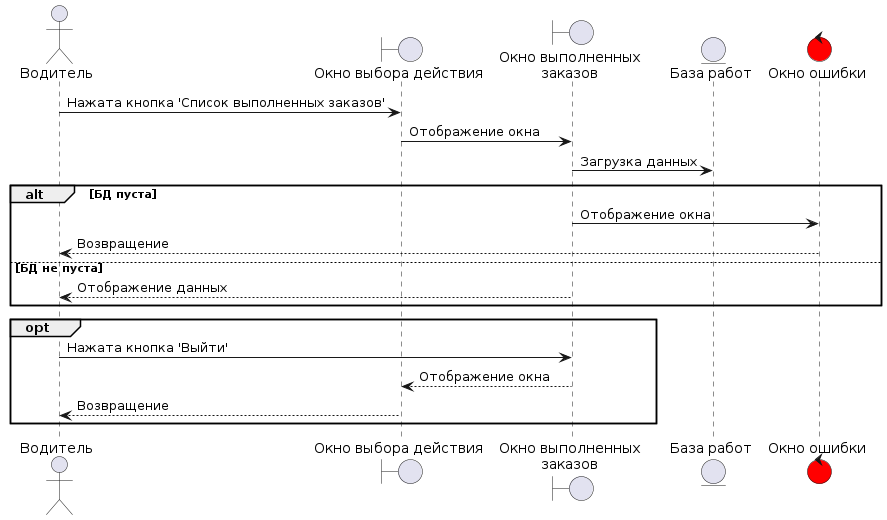 Водитель
Окно выбора действия
Окно выполненных
заказов
База работ
Окно ошибки
Нажата кнопка 'Список выполненных заказов'
Отображение окна
Загрузка данных
alt
[БД пуста]
Отображение окна
Возвращение
[БД не пуста]
Отображение данных
opt
Нажата кнопка 'Выйти'
Отображение окна
Возвращение
Водитель
Окно выбора действия
Окно выполненных
заказов
База работ
Окно ошибки